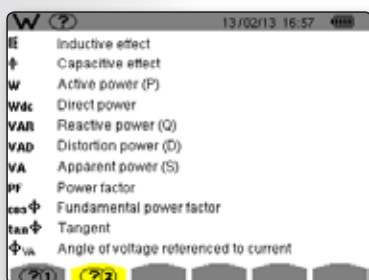 W (?) 13/02/13 16:57
Inductive effect
Capacitive effect
W Active power (P)
Wdc Direct power
VAR Reactive power (Q)
VAD Distortion power (D)
VA Apparent power (S)
PF Power factor
cos Φ Fundamental power factor
tan Φ Tangent
Φ VA Angle of voltage referenced to current
(?1) (?2)